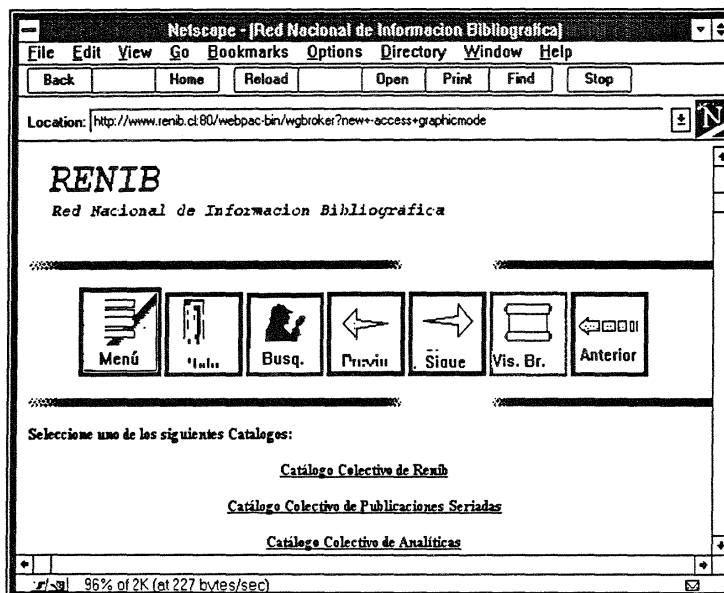 Netscape - [Red Nacional de Informacion Bibliografica]
File Edit View Go Bookmarks Options Directory Window Help
Back Home Reload Open Print Find Stop
Location: http://www.renib.cl:80/webpac-bin/wgbroker?new+-access+graphicmode
N
RENIB
Red Nacional de Informacion Bibliográfica
Menú Busq. Previa Sigue Vis. Br. Anterior
Seleccione uno de los siguientes Catalogos:
Catálogo Colectivo de Renib
Catálogo Colectivo de Publicaciones Seriadas
Catálogo Colectivo de Analíticas
96% of 2K (at 227 bytes/sec)